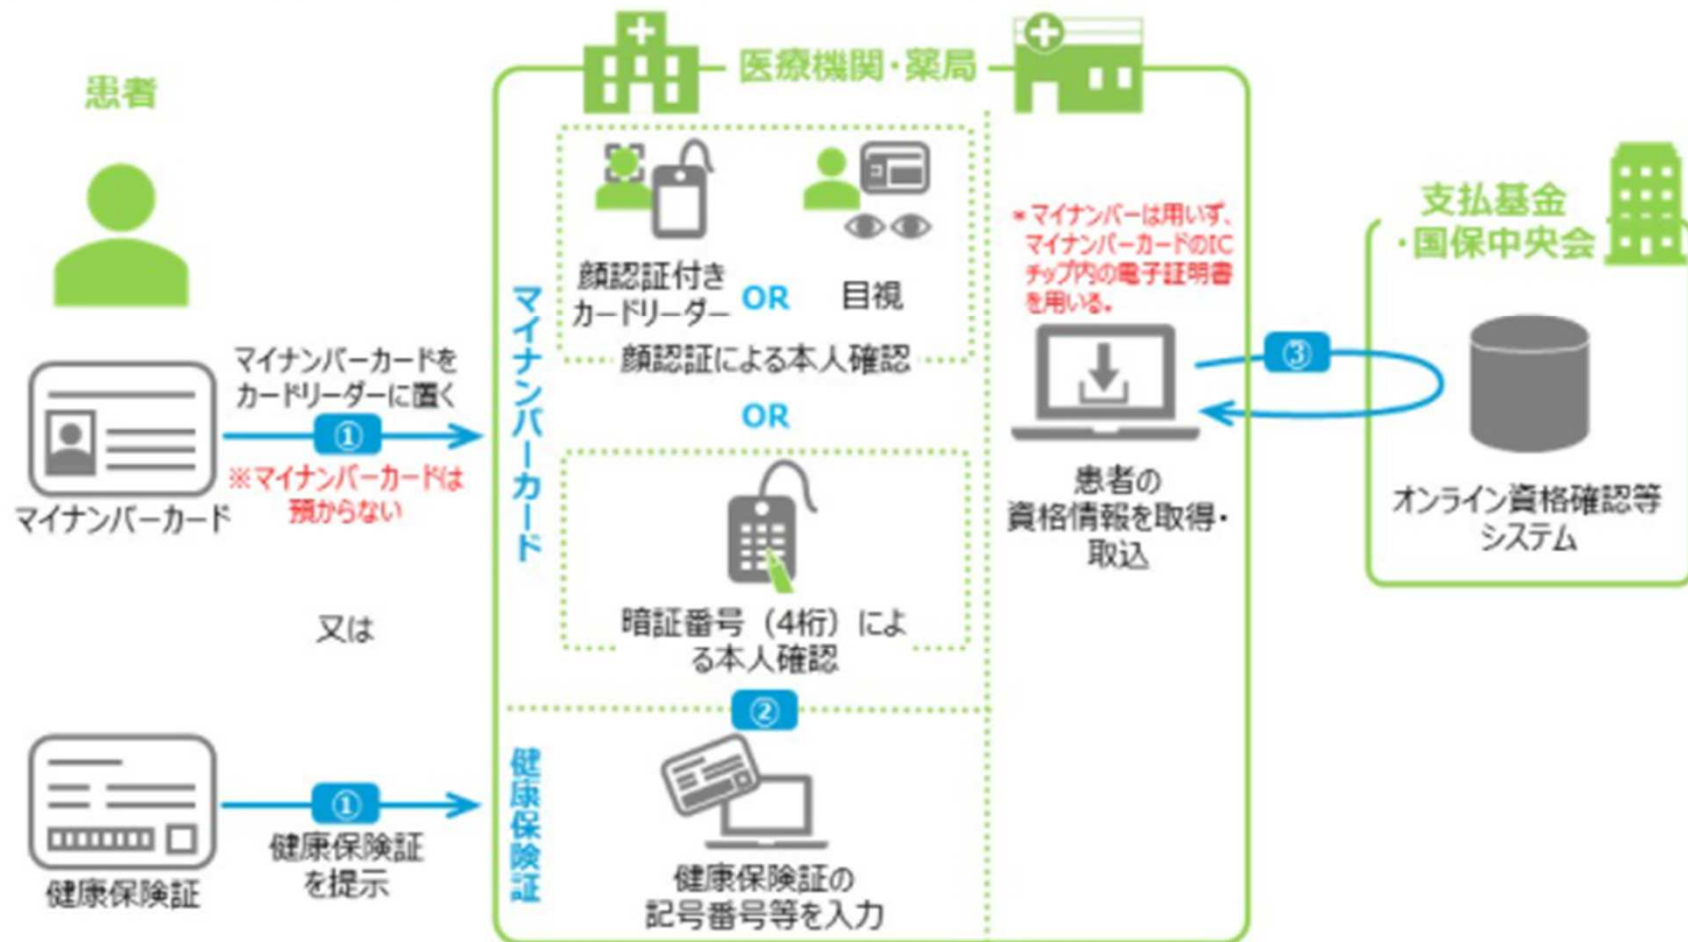 患者
医療機関・薬局
支払基金
・国保中央会
マイナンバーカード
マイナンバーカードを
カードリーダーに置く
①
※マイナンバーカードは
預からない
又は
健康保険証
①
健康保険証
を提示
マイナンバーカード
顔認証付き
カードリーダー
OR
目視
顔認証による本人確認
OR
暗証番号（4桁）によ
る本人確認
②
健康保険証
健康保険証の
記号番号等を入力
＊マイナンバーは用いず、
マイナンバーカードのIC
チップ内の電子証明書
を用いる。
患者の
資格情報を取得・
取込
③
オンライン資格確認等
システム